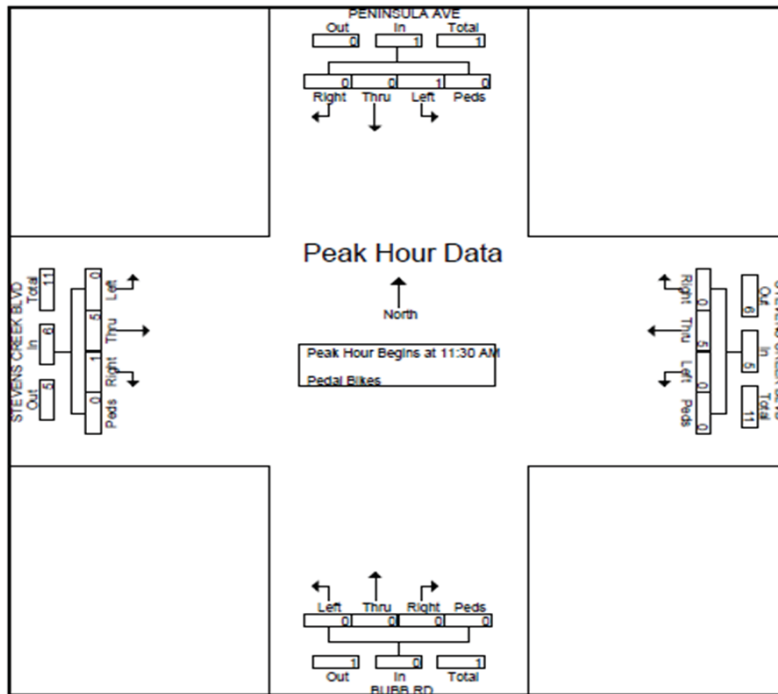 PENINSULA AVE
Out In Total
0 1 1
0 0 1 0
Right Thru Left Peds
Peak Hour Data
North
Peak Hour Begins at 11:30 AM
Pedal Bikes
STEVENS CREEK BLVD
Out In Total
5 6 11
0 1 5 0
Peds Right Thru Left
Out In Total
6 5 11
0 5 0 0
Right Thru Left Peds
Left Thru Right Peds
0 0 0 0
1 0 1
Out In Total
BUBB RD